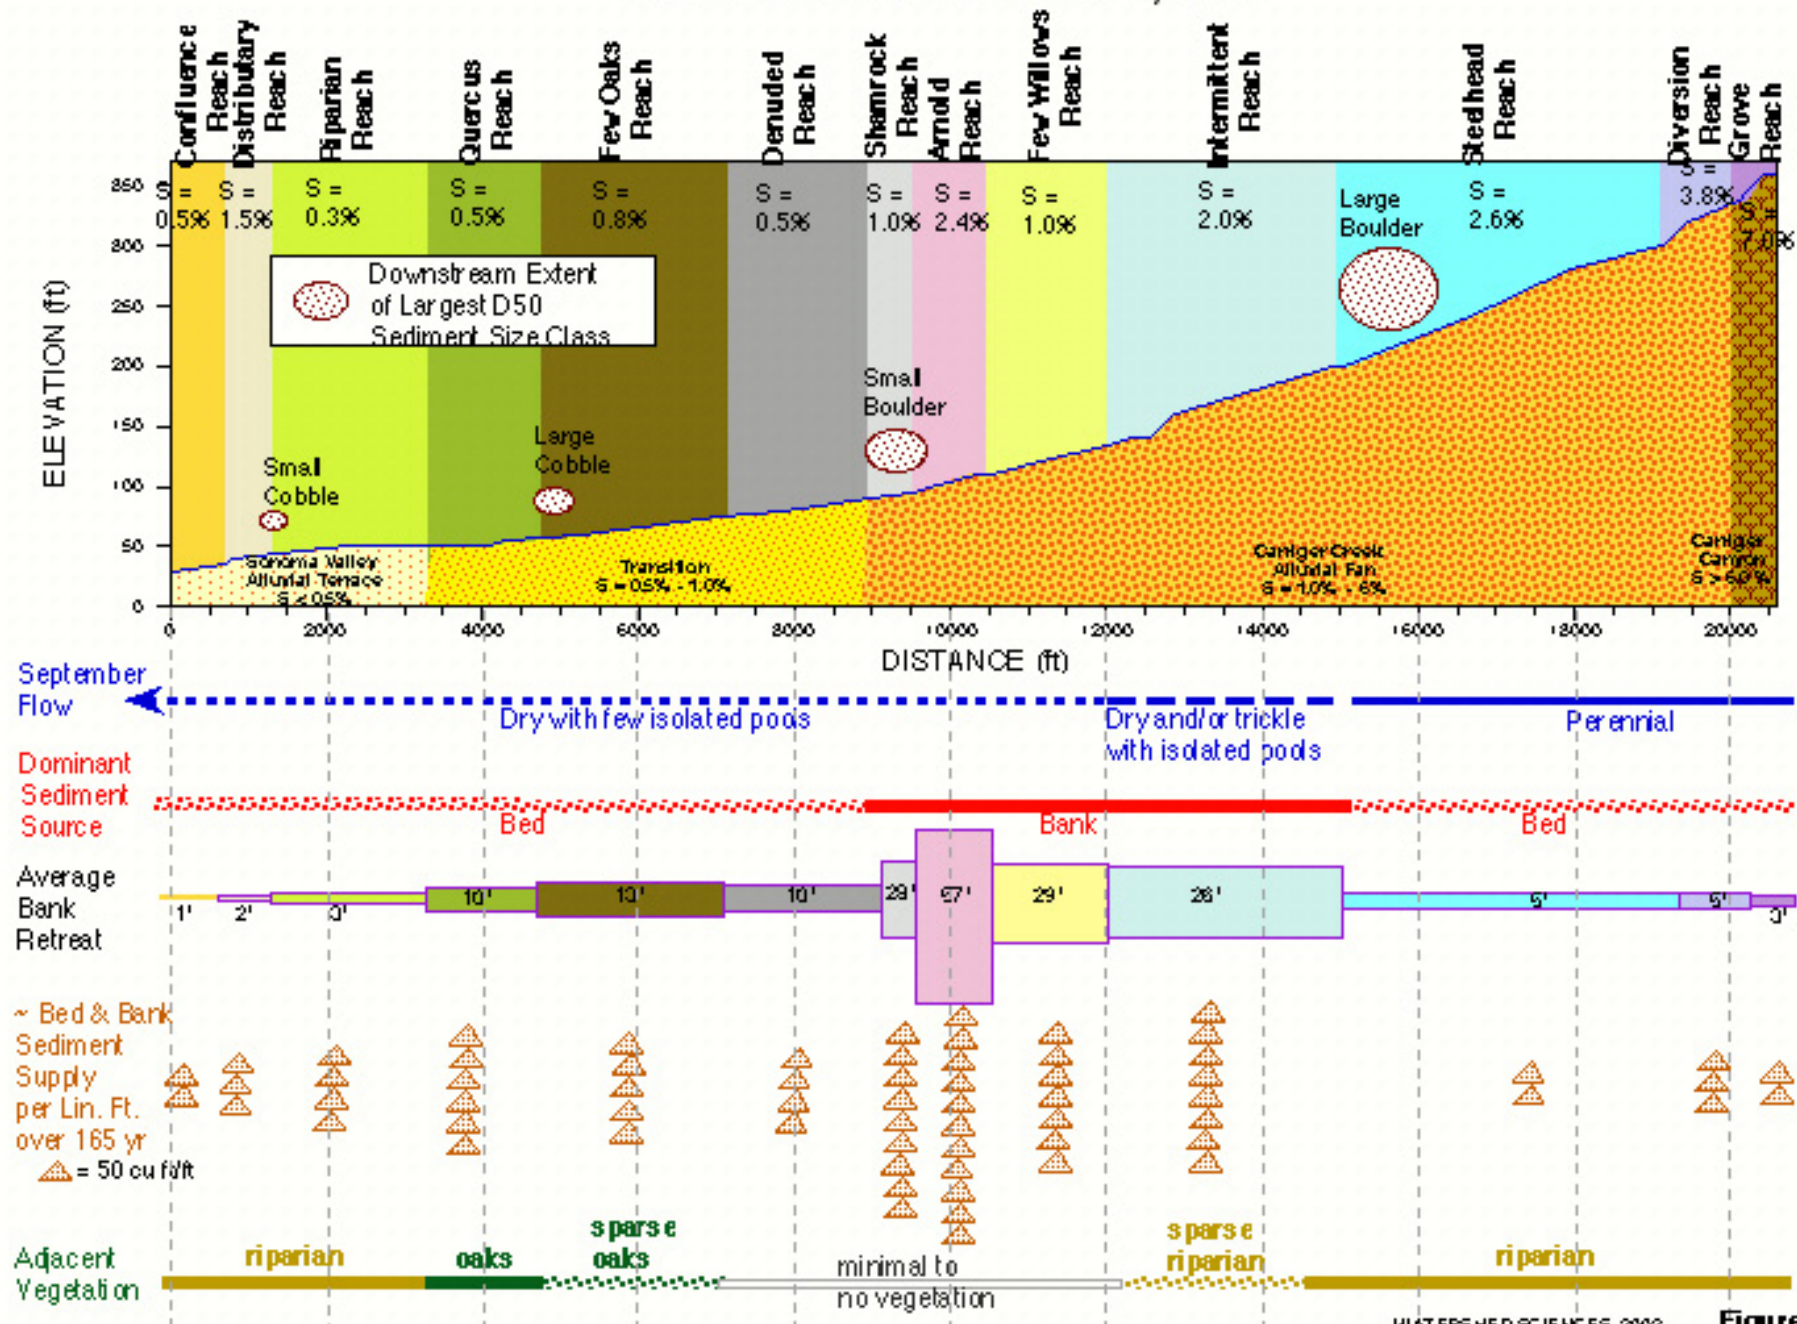 Confluence
Reach
Distributary
Reach
Riparian
Reach
Quercus
Reach
Few Oaks
Reach
Denuded
Reach
Shamrock
Reach
Arnold
Reach
Few Willows
Reach
Intermittent
Reach
Steelhead
Reach
Diversion
Reach
Grove
Reach
S =
0.5%
S =
1.5%
S =
0.3%
S =
0.5%
S =
0.8%
S =
0.5%
S =
1.0%
S =
2.4%
S =
1.0%
S =
2.0%
S =
2.6%
S =
3.8%
S =
7.0%
ELEVATION (ft)
350
300
250
200
150
100
50
0
Downstream Extent
of Largest D50
Sediment Size Class
Small
Cobble
Large
Cobble
Small
Boulder
Large
Boulder
Sonoma Valley
Alluvial Terrace
S < 0.5%
Transition
S = 0.5% - 1.0%
Carriger Creek
Alluvial Fan
S = 1.0% - 6%
Carriger
Canyon
0
2000
4000
6000
8000
10000
12000
14000
16000
18000
20000
DISTANCE (ft)
September
Flow
Dry with few isolated pools
Dry and/or trickle
with isolated pools
Perennial
Dominant
Sediment
Source
Bed
Bank
Bed
Average
Bank
Retreat
1'
2'
10'
13'
10'
28'
29'
26'
5'
~ Bed & Bank
Sediment
Supply
per Lin. Ft.
over 165 yr
= 50 cu ft/ft
Adjacent
Vegetation
riparian
oaks
sparse
oaks
minimal to
no vegetation
sparse
riparian
riparian
Figure